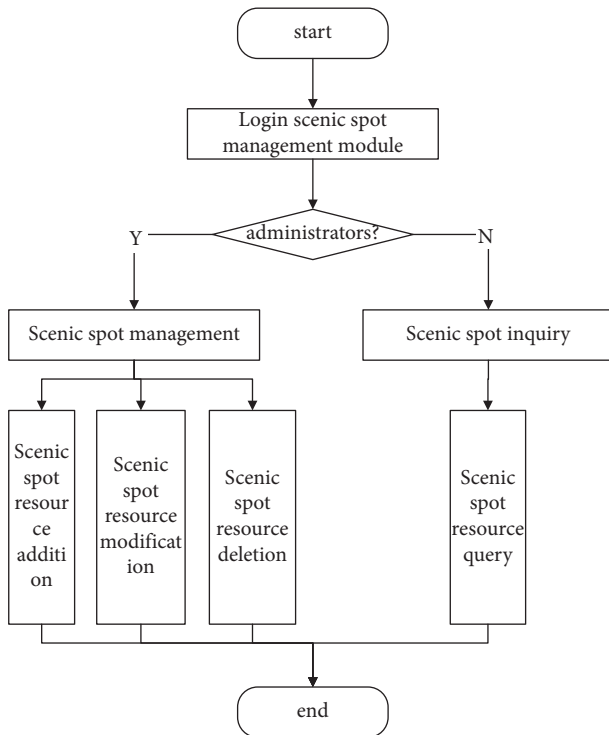 start
Login scenic spot
management module
administrators?
Y
N
Scenic spot management
Scenic spot inquiry
Scenic
spot
resour
ce
additi
on
Scenic
spot
resource
modificat
ion
Scenic
spot
resource
deletion
Scenic
spot
resource
query
end